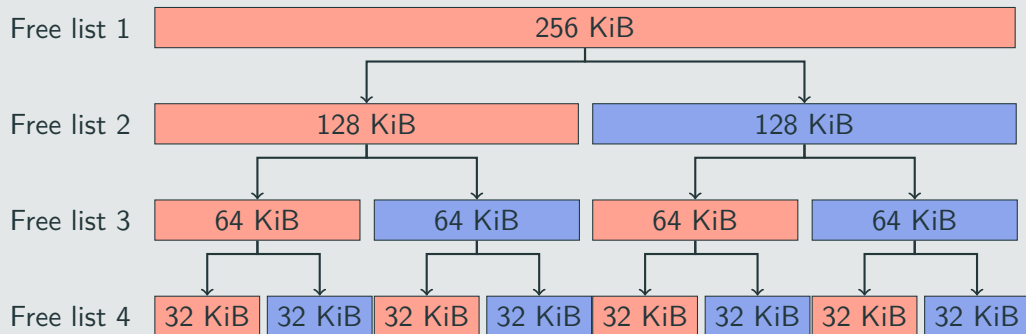 Free list 1 256 KiB
Free list 2 128 KiB 128 KiB
Free list 3 64 KiB 64 KiB 64 KiB 64 KiB
Free list 4 32 KiB 32 KiB 32 KiB 32 KiB 32 KiB 32 KiB 32 KiB 32 KiB